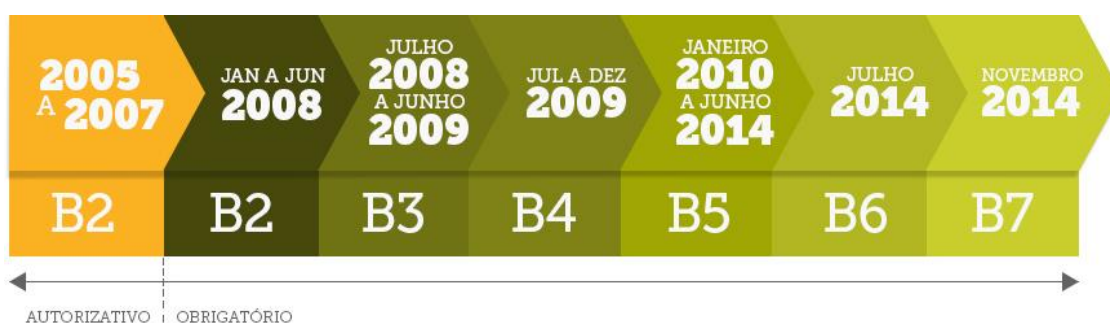 2005
A 2007
JAN A JUN
2008
JULHO
2008
A JUNHO
2009
JUL A DEZ
2009
JANEIRO
2010
A JUNHO
2014
JULHO
2014
NOVEMBRO
2014
B2
B2
B3
B4
B5
B6
B7
AUTORIZATIVO
OBRIGATÓRIO